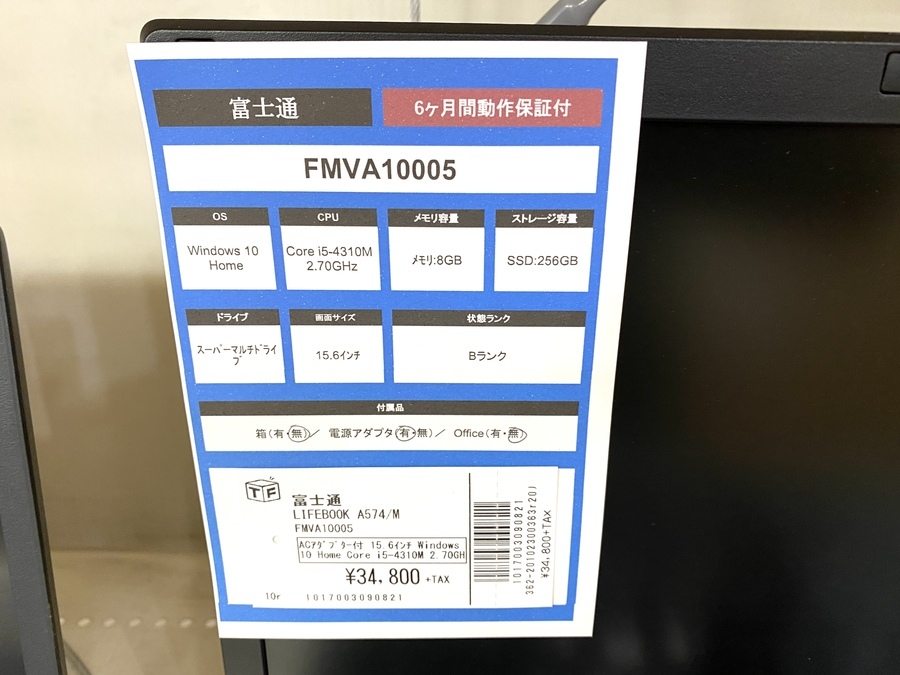 富士通
6ヶ月間動作保証付
FMVA10005
OS
CPU
メモリ容量
ストレージ容量
Windows 10
Home
Core i5-4310M
2.70GHz
メモリ:8GB
SSD:256GB
ドライブ
画面サイズ
状態ランク
スーパーマルチドライ
ブ
15.6インチ
Bランク
付属品
箱(有・無)／ 電源アダプタ(有・無)／ Office(有・無)
TF
富士通
LIFEBOOK A574/M
FMVA10005
ACアダプター付 15.6インチ Windows
10 Home Core i5-4310M 2.70GH
¥34,800 +TAX
10r 1017003090821
1017003090821
362-20102300363r20J
¥34,800+TAX